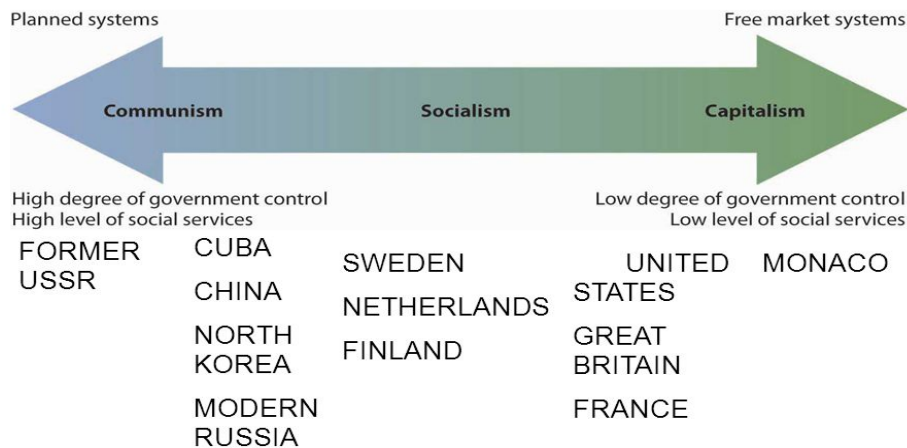 Planned systems
Free market systems
Communism
Socialism
Capitalism
High degree of government control
High level of social services
Low degree of government control
Low level of social services
FORMER
USSR
CUBA
CHINA
NORTH
KOREA
MODERN
RUSSIA
SWEDEN
NETHERLANDS
FINLAND
UNITED
STATES
GREAT
BRITAIN
FRANCE
MONACO